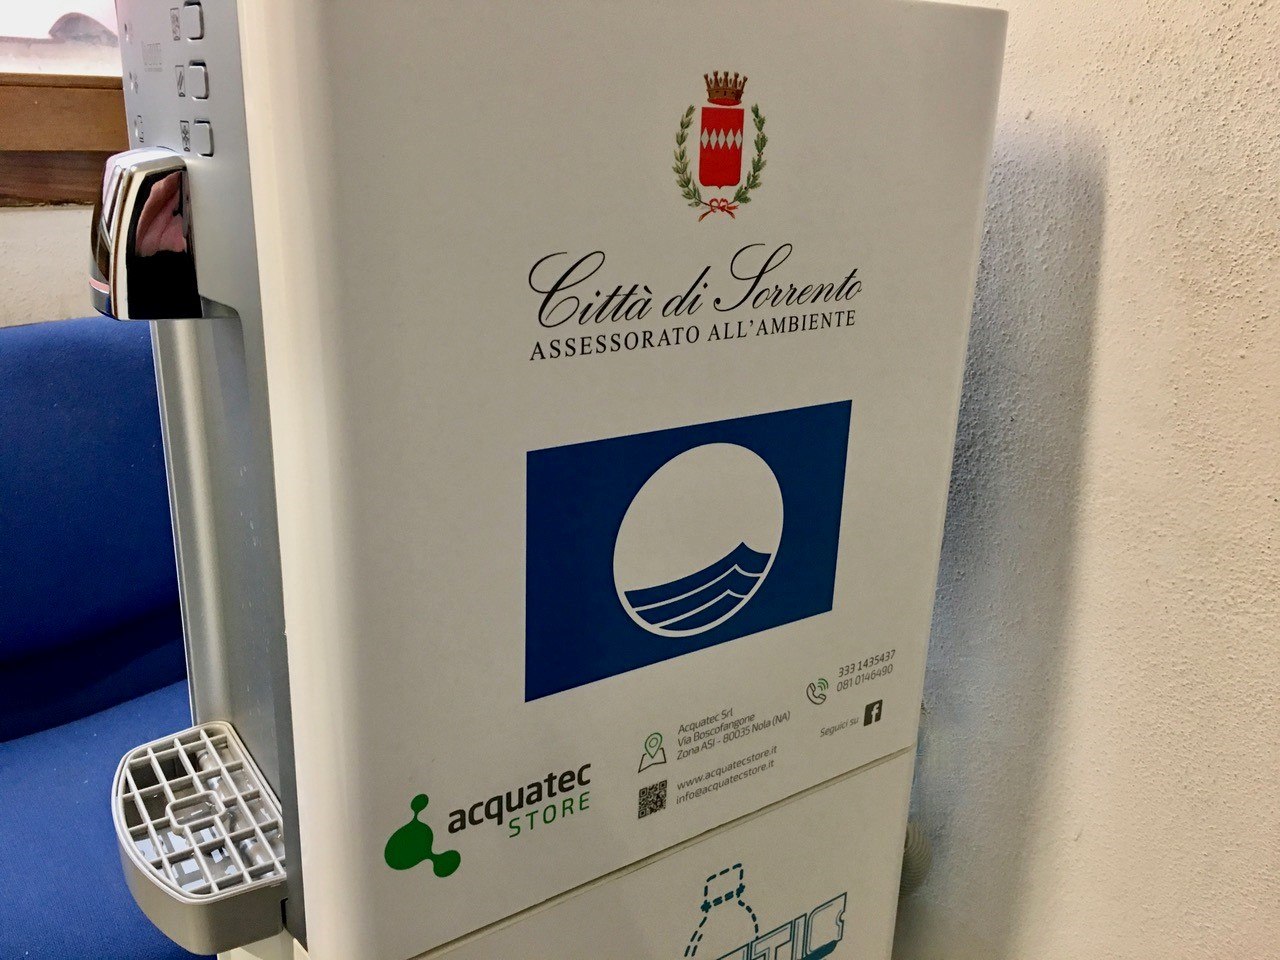 Città di Sorrento
ASSESSORATO ALL'AMBIENTE
333 1435437
081 0146490
Acquatec Srl
Via Boscofangone
Zona ASI - 80035 Nola (NA)
Seguici su
www.acquatecstore.it
info@acquatecstore.it
acquatec
STORE